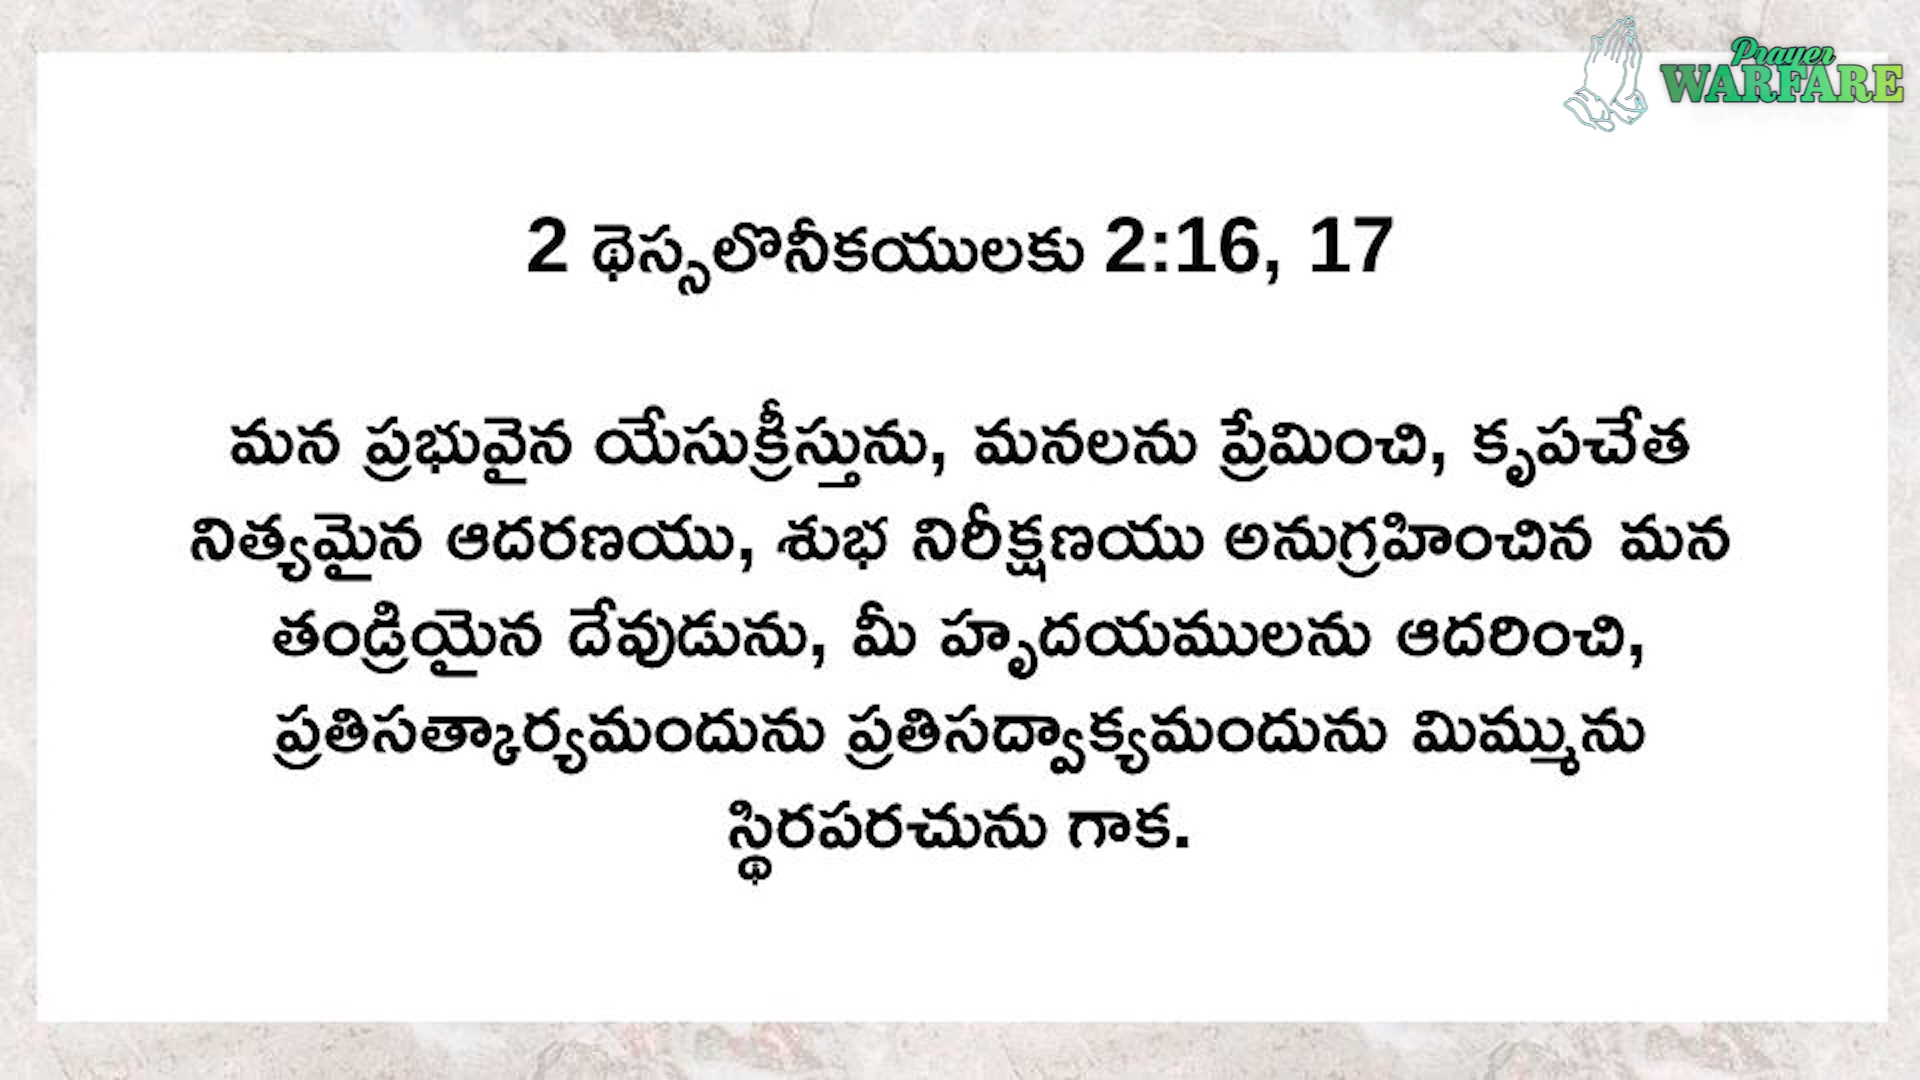 Prayer
WARFARE
2 థెస్సలొనీకయులకు 2:16, 17
మన ప్రభువైన యేసుక్రీస్తును, మనలను ప్రేమించి, కృపచేత
నిత్యమైన ఆదరణయు, శుభ నిరీక్షణయు అనుగ్రహించిన మన
తండ్రియైన దేవుడును, మీ హృదయములను ఆదరించి,
ప్రతిసత్కార్యమందును ప్రతిసద్వాక్యమందును మిమ్మును
స్థిరపరచును గాక.